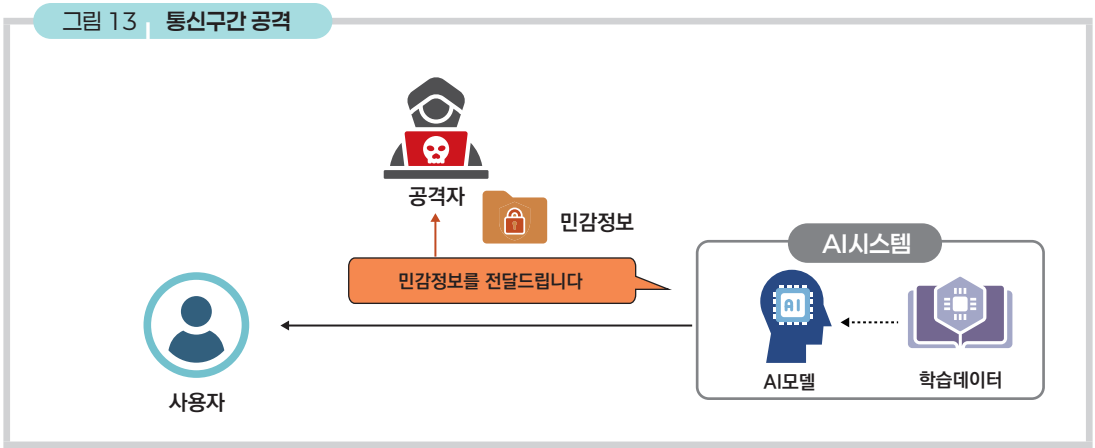 그림 13 통신구간 공격
공격자
민감정보
민감정보를 전달드립니다
AI시스템
AI
사용자
AI모델
학습데이터